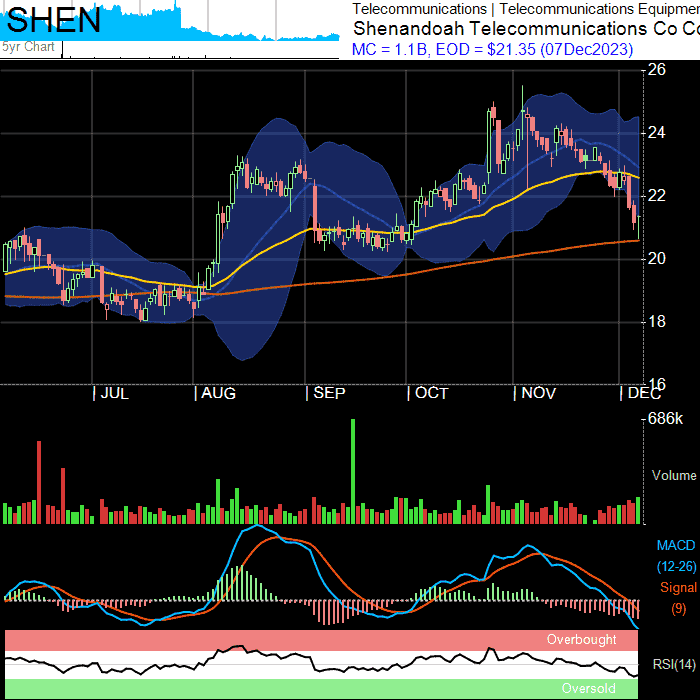 SHEN
5yr Chart
Telecommunications | Telecommunications Equipmen
Shenandoah Telecommunications Co Co
MC = 1.1B, EOD = $21.35 (07Dec2023)
26
24
22
20
18
16
| JUL
| AUG
| SEP
| OCT
| NOV
| DEC
686k
Volume
MACD
(12-26)
Signal
(9)
Overbought
RSI(14)
Oversold